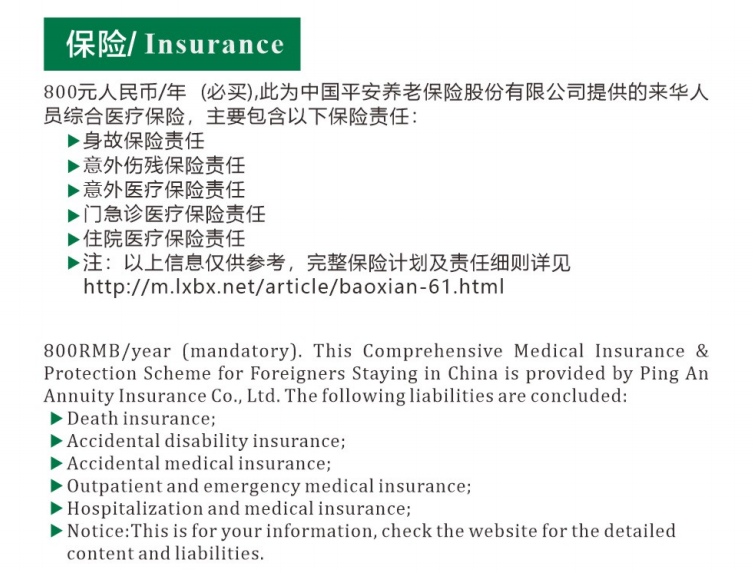 保险/ Insurance
800元人民币/年 (必买),此为中国平安养老保险股份有限公司提供的来华人
员综合医疗保险，主要包含以下保险责任：
▶身故保险责任
▶意外伤残保险责任
▶意外医疗保险责任
▶门急诊医疗保险责任
▶住院医疗保险责任
▶注：以上信息仅供参考，完整保险计划及责任细则详见
http://m.lxbx.net/article/baoxian-61.html
800RMB/year (mandatory). This Comprehensive Medical Insurance &
Protection Scheme for Foreigners Staying in China is provided by Ping An
Annuity Insurance Co., Ltd. The following liabilities are concluded:
▶Death insurance;
▶Accidental disability insurance;
▶Accidental medical insurance;
▶Outpatient and emergency medical insurance;
▶Hospitalization and medical insurance;
▶Notice:This is for your information, check the website for the detailed
content and liabilities.